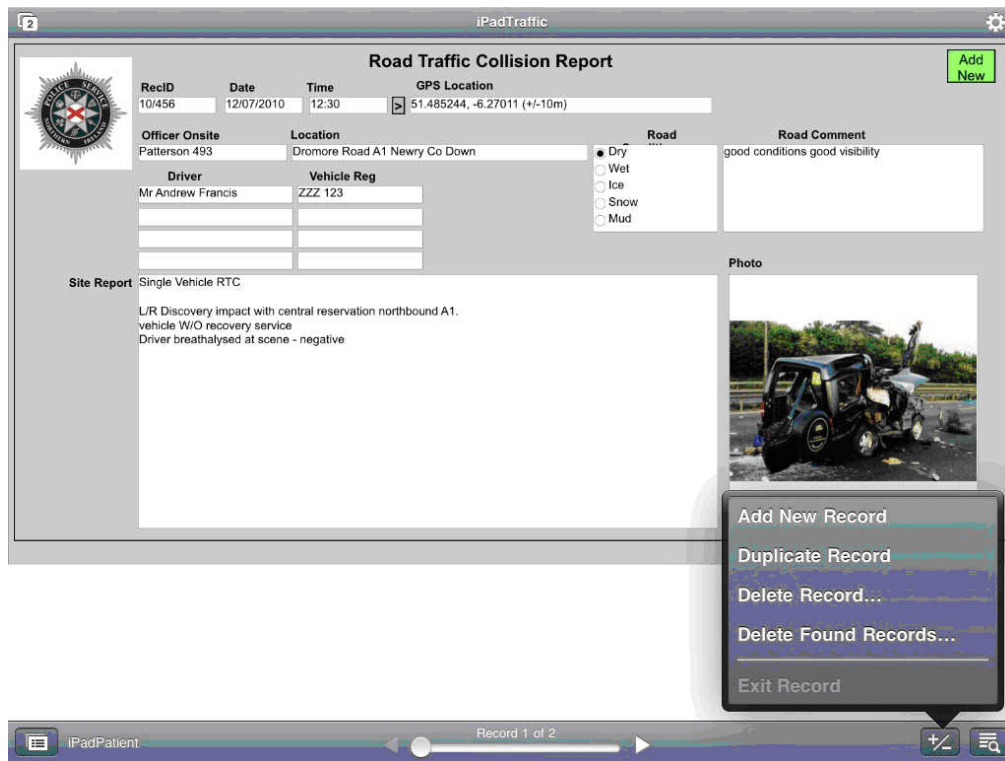 2
iPadTraffic
Road Traffic Collision Report
Add New
RecID Date Time GPS Location
10/456 12/07/2010 12:30 > 51.485244, -6.27011 (+/-10m)
Officer Onsite Location Road Road Comment
Patterson 493 Dromore Road A1 Newry Co Down Dry good conditions good visibility
Wet
Ice
Snow
Mud
Driver Vehicle Reg
Mr Andrew Francis ZZZ 123
Photo
Site Report Single Vehicle RTC
L/R Discovery impact with central reservation northbound A1.
vehicle W/O recovery service
Driver breathalysed at scene - negative
Add New Record
Duplicate Record
Delete Record...
Delete Found Records...
Exit Record
iPadPatient Record 1 of 2 +/-